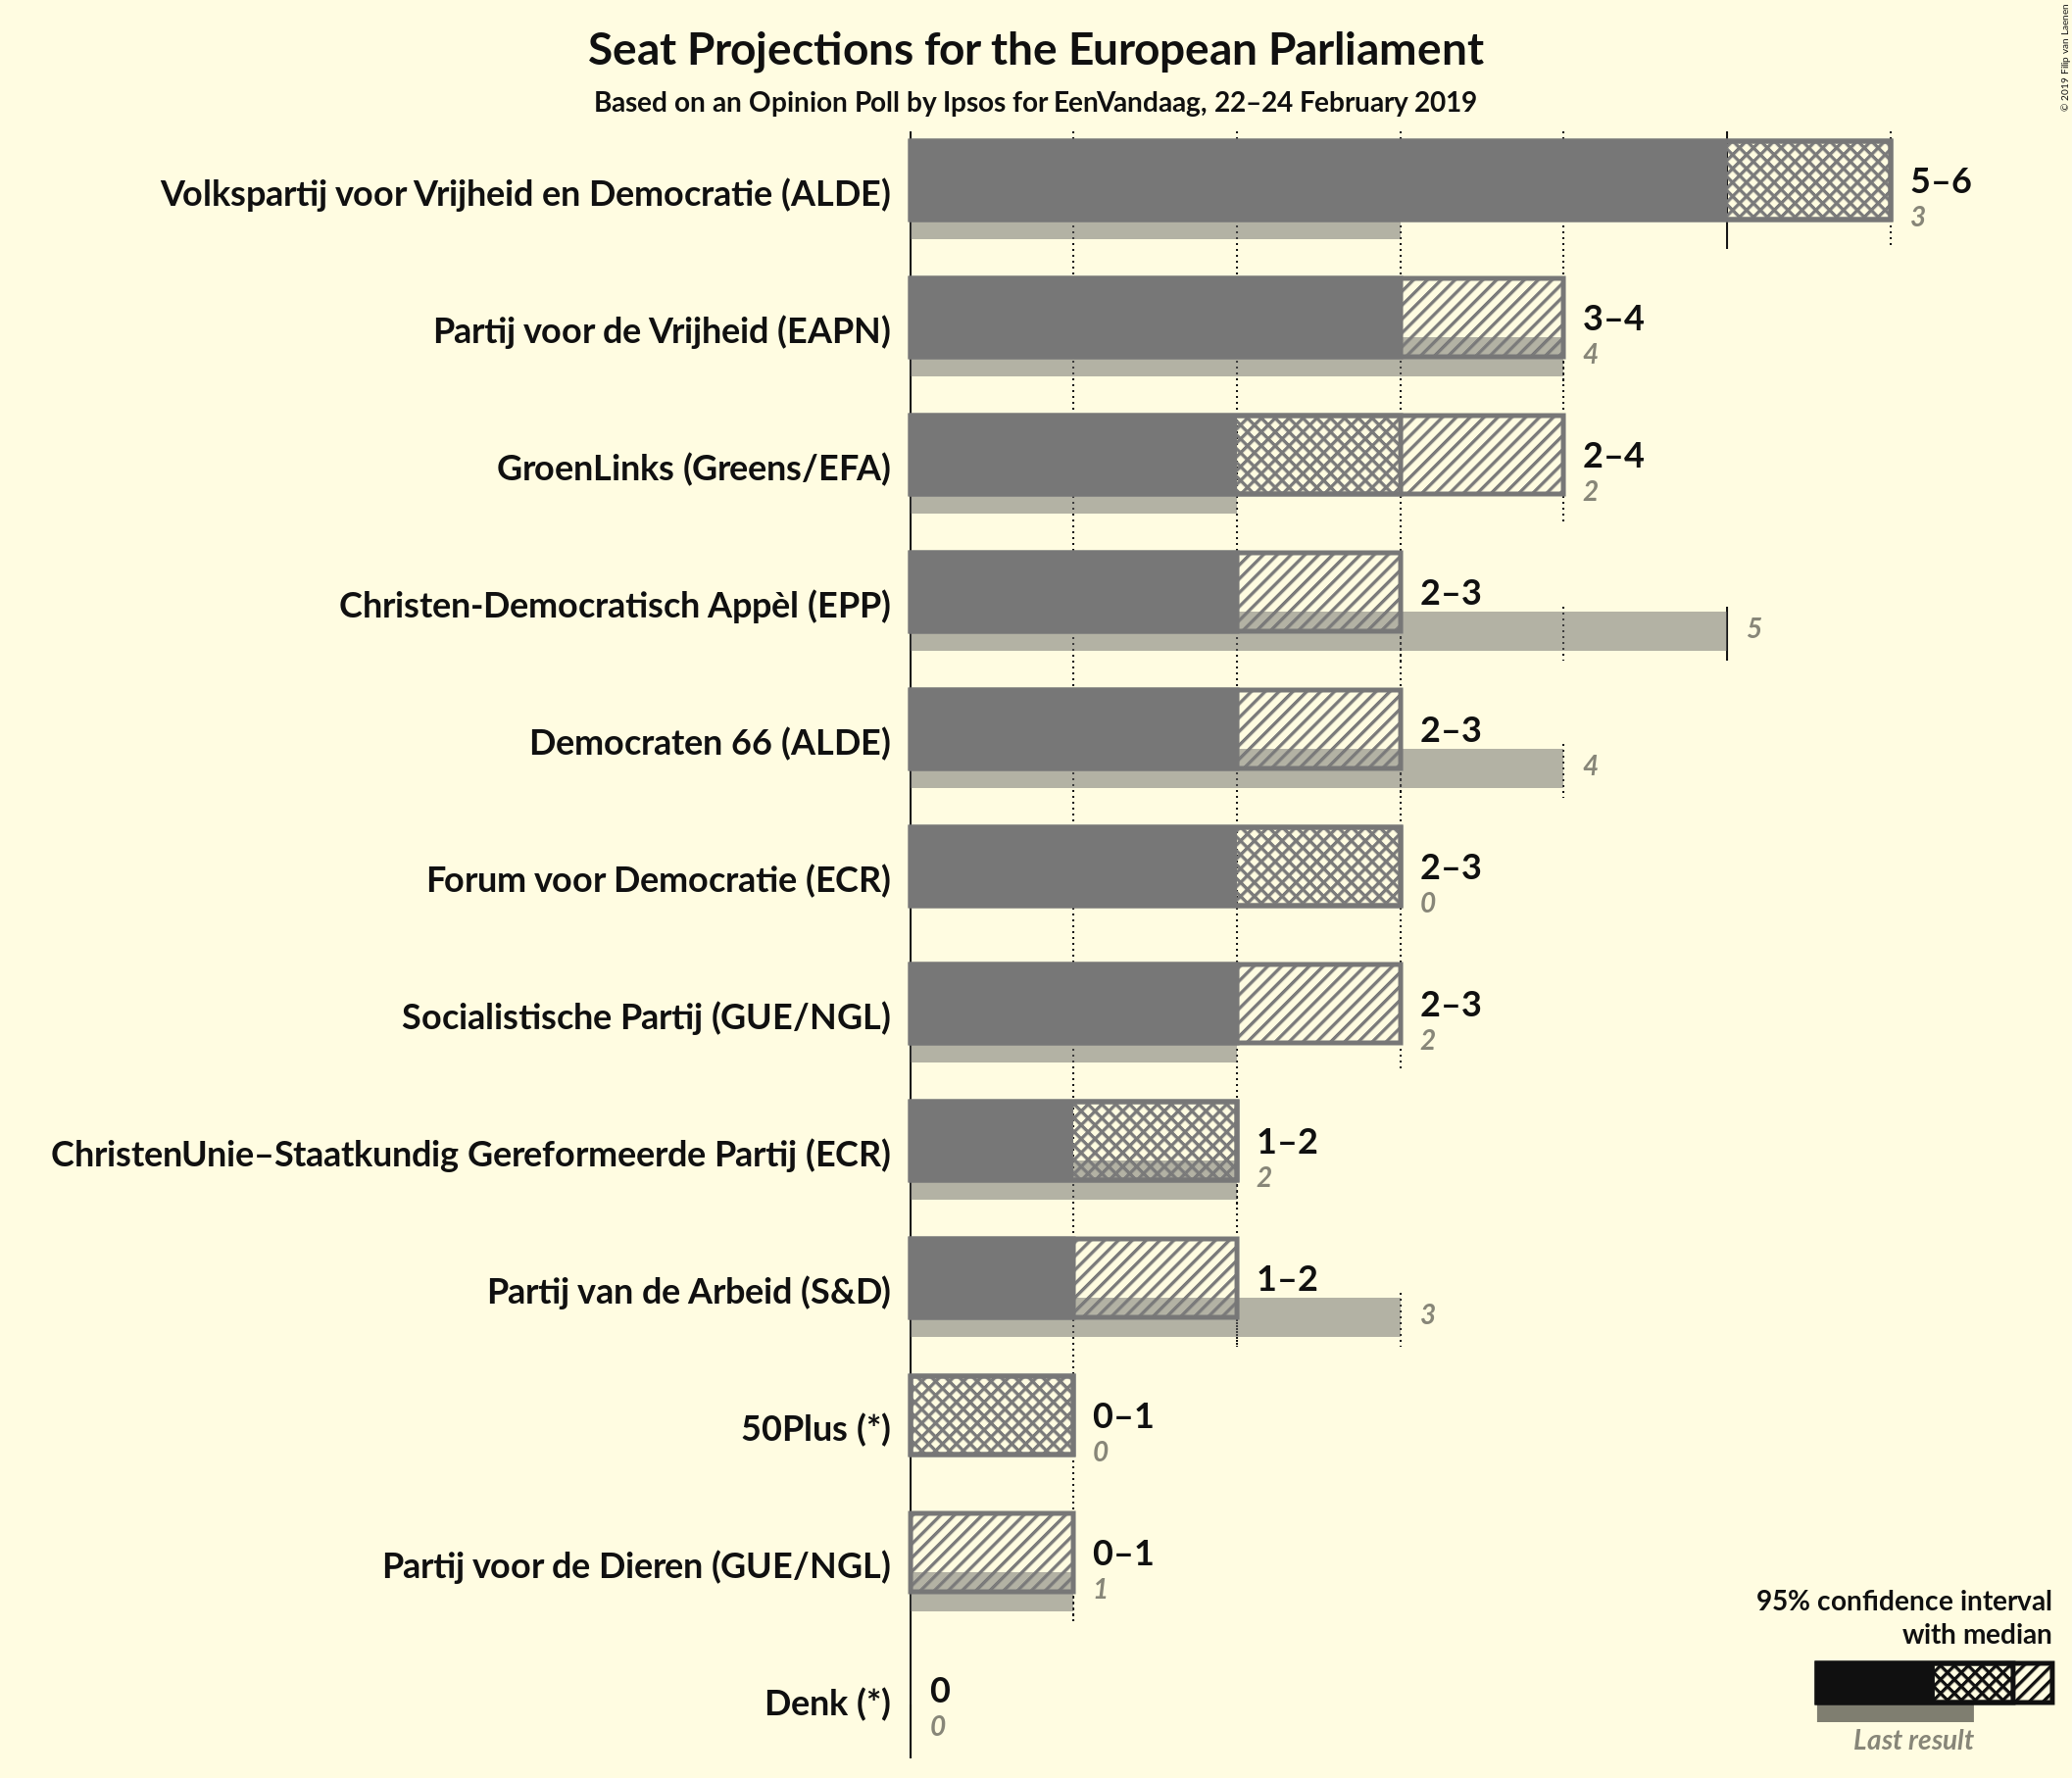 Seat Projections for the European Parliament
Based on an Opinion Poll by Ipsos for EenVandaag, 22–24 February 2019
© 2019 Filip van Laenen
Volkspartij voor Vrijheid en Democratie (ALDE)
5–6
3
Partij voor de Vrijheid (EAPN)
3–4
4
GroenLinks (Greens/EFA)
2–4
2
Christen-Democratisch Appèl (EPP)
2–3
5
Democraten 66 (ALDE)
2–3
4
Forum voor Democratie (ECR)
2–3
0
Socialistische Partij (GUE/NGL)
2–3
2
ChristenUnie–Staatkundig Gereformeerde Partij (ECR)
1–2
2
Partij van de Arbeid (S&D)
1–2
3
50Plus (*)
0–1
0
Partij voor de Dieren (GUE/NGL)
0–1
1
Denk (*)
0
0
95% confidence interval
with median
Last result